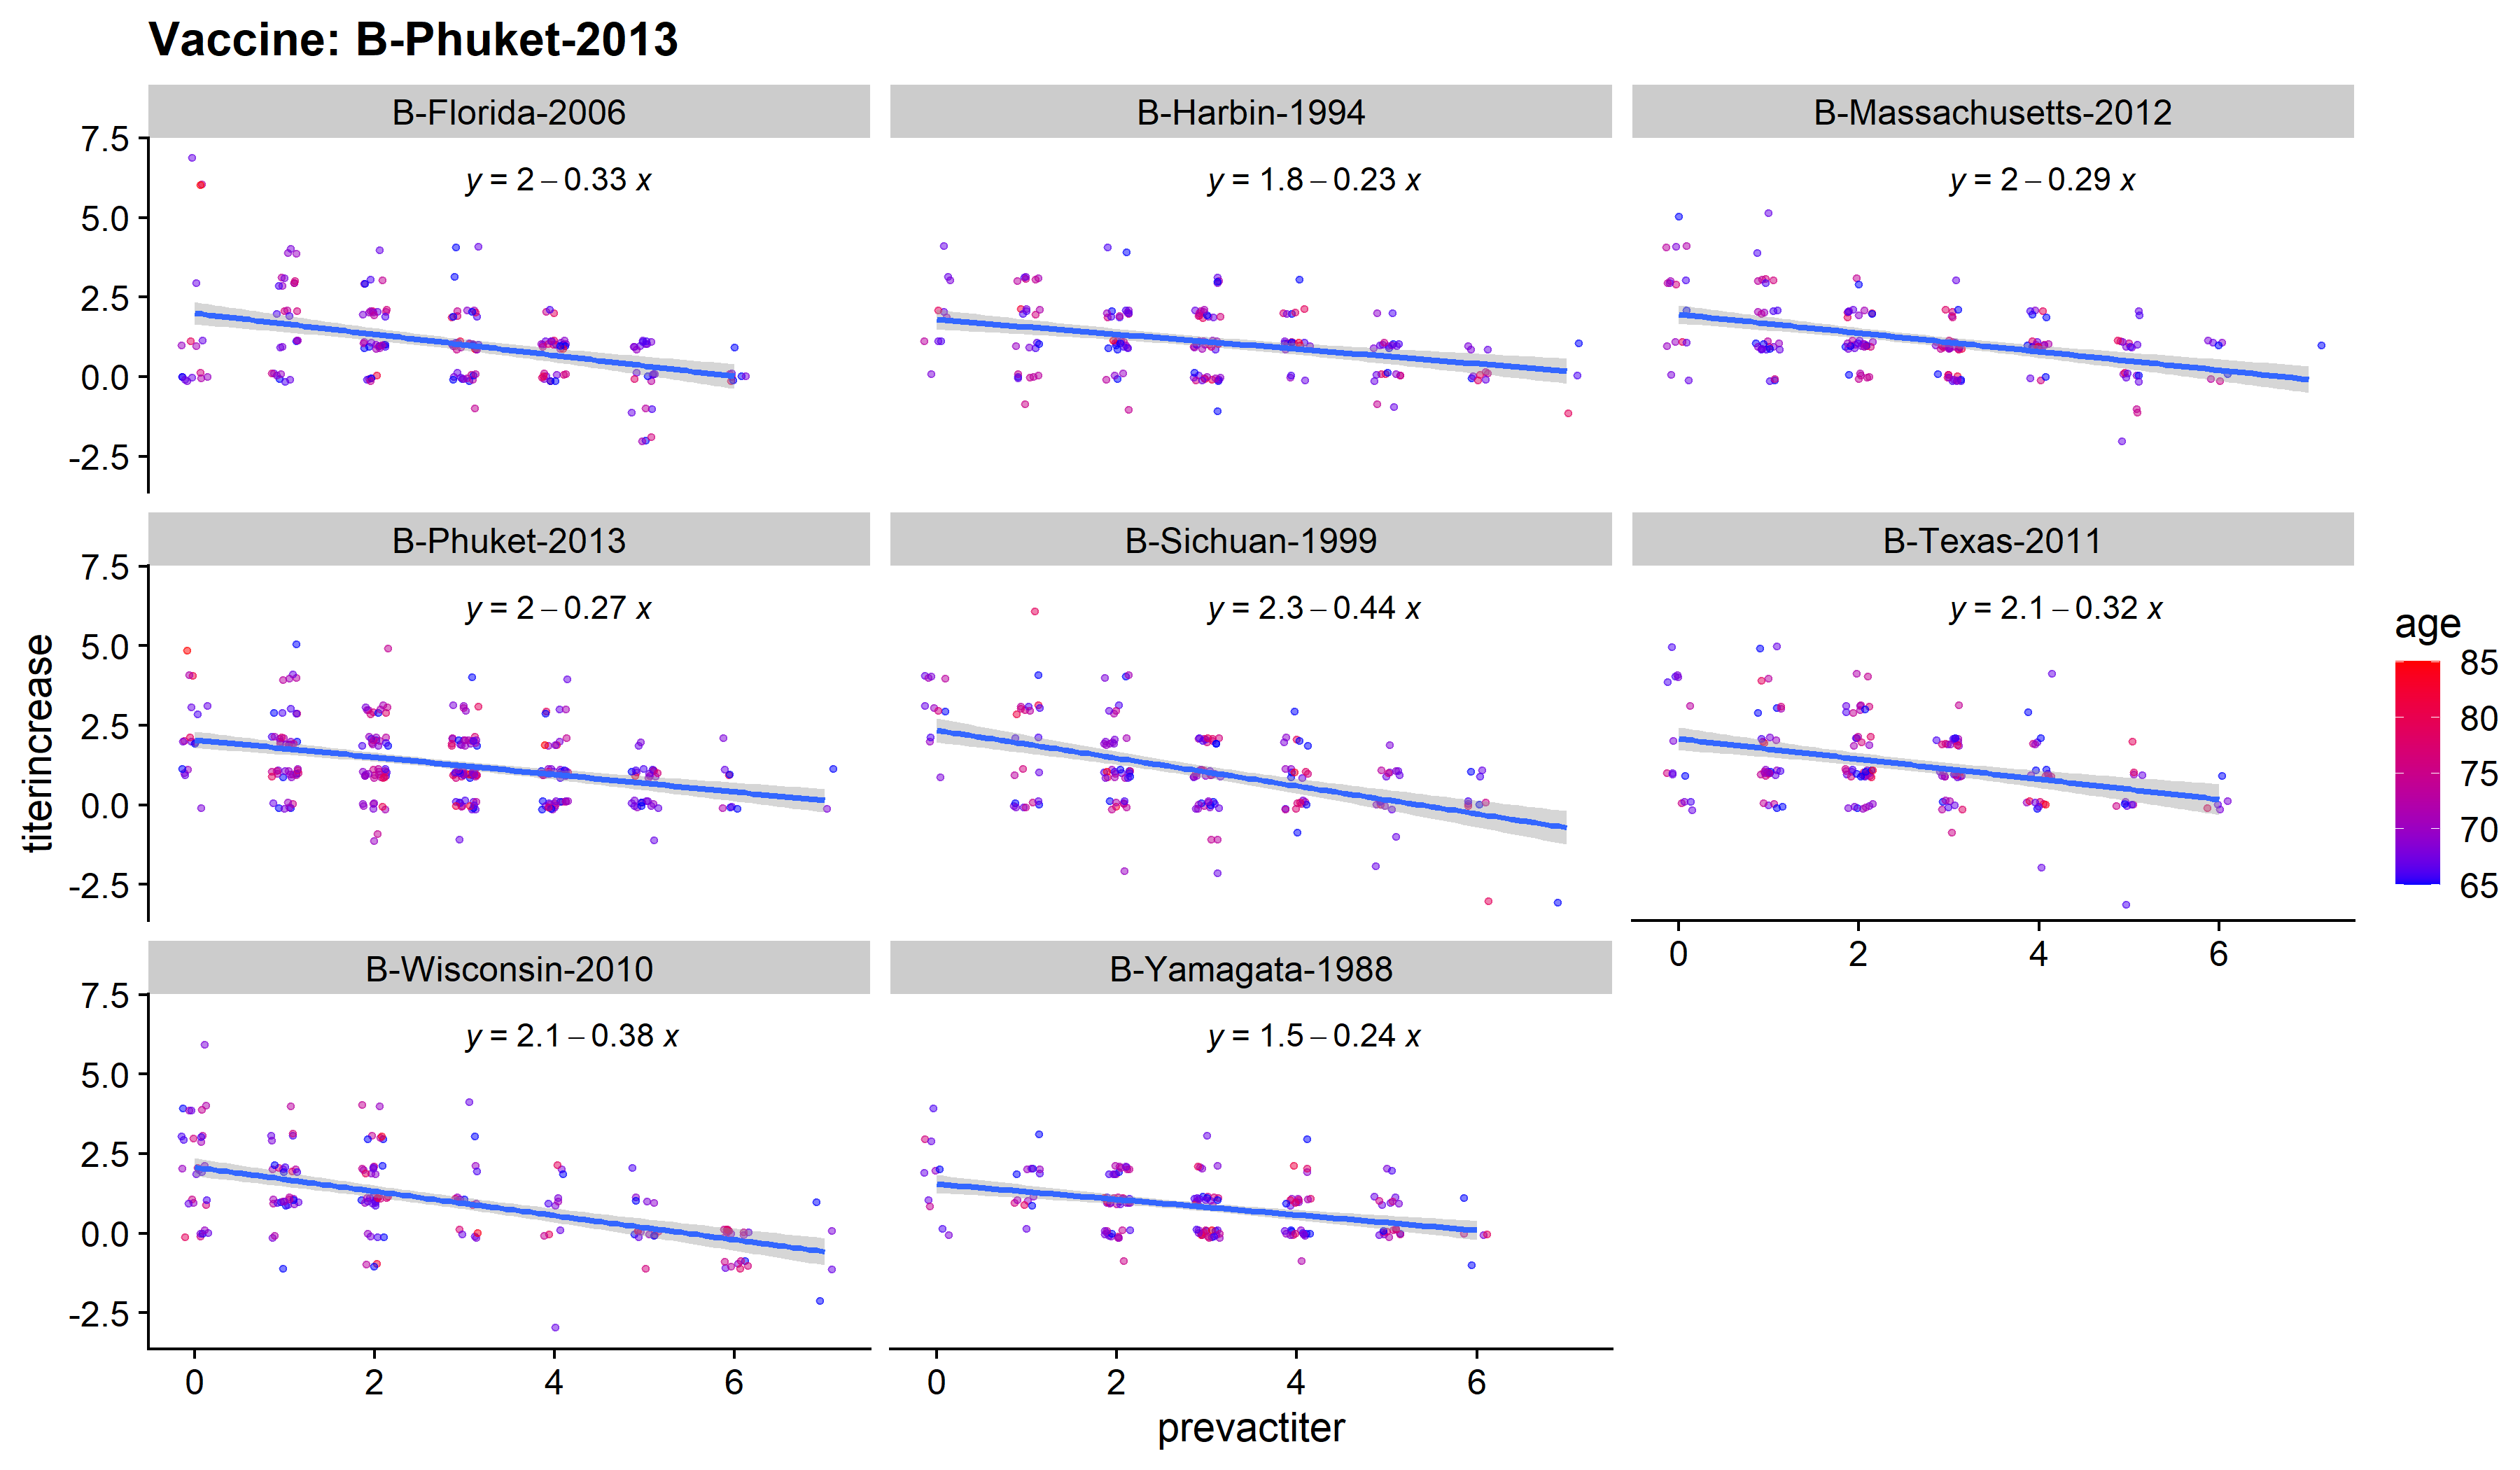 Vaccine: B-Phuket-2013
B-Florida-2006
B-Harbin-1994
B-Massachusetts-2012
7.5
5.0
2.5
0.0
-2.5
y = 2 – 0.33 x
y = 1.8 – 0.23 x
y = 2 – 0.29 x
B-Phuket-2013
B-Sichuan-1999
B-Texas-2011
7.5
5.0
2.5
0.0
-2.5
y = 2 – 0.27 x
y = 2.3 – 0.44 x
y = 2.1 – 0.32 x
0 2 4 6
B-Wisconsin-2010
B-Yamagata-1988
7.5
5.0
2.5
0.0
-2.5
y = 2.1 – 0.38 x
y = 1.5 – 0.24 x
0 2 4 6
0 2 4 6
prevactiter
titerincrease
age
85
80
75
70
65